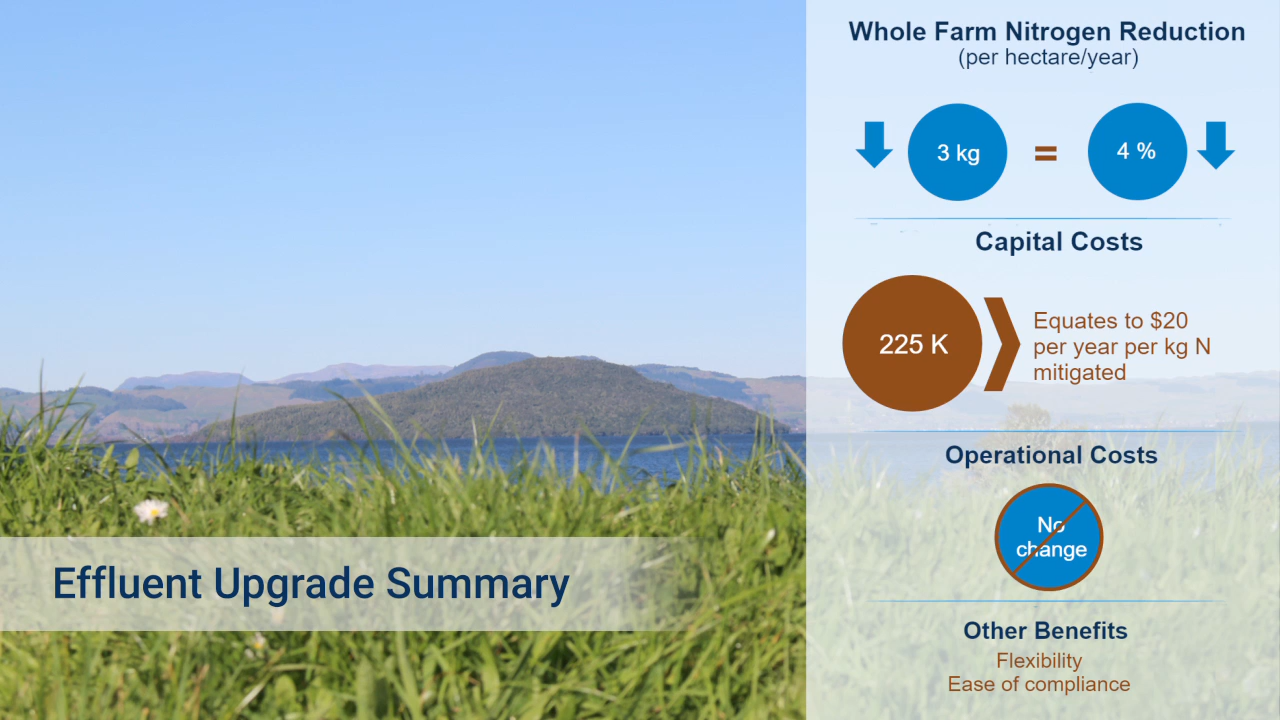 Whole Farm Nitrogen Reduction
(per hectare/year)
3 kg = 4 %
Capital Costs
225 K
Equates to $20
per year per kg N
mitigated
Operational Costs
No
change
Effluent Upgrade Summary
Other Benefits
Flexibility
Ease of compliance